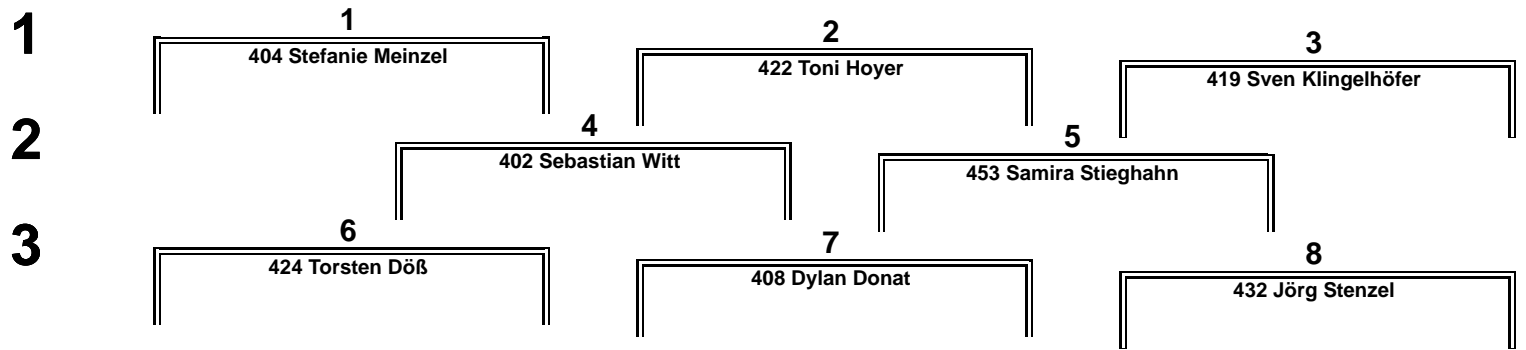 1
1
404 Stefanie Meinzel
2
422 Toni Hoyer
3
419 Sven Klingelhöfer
2
4
402 Sebastian Witt
5
453 Samira Stieghahn
3
6
424 Torsten Döß
7
408 Dylan Donat
8
432 Jörg Stenzel